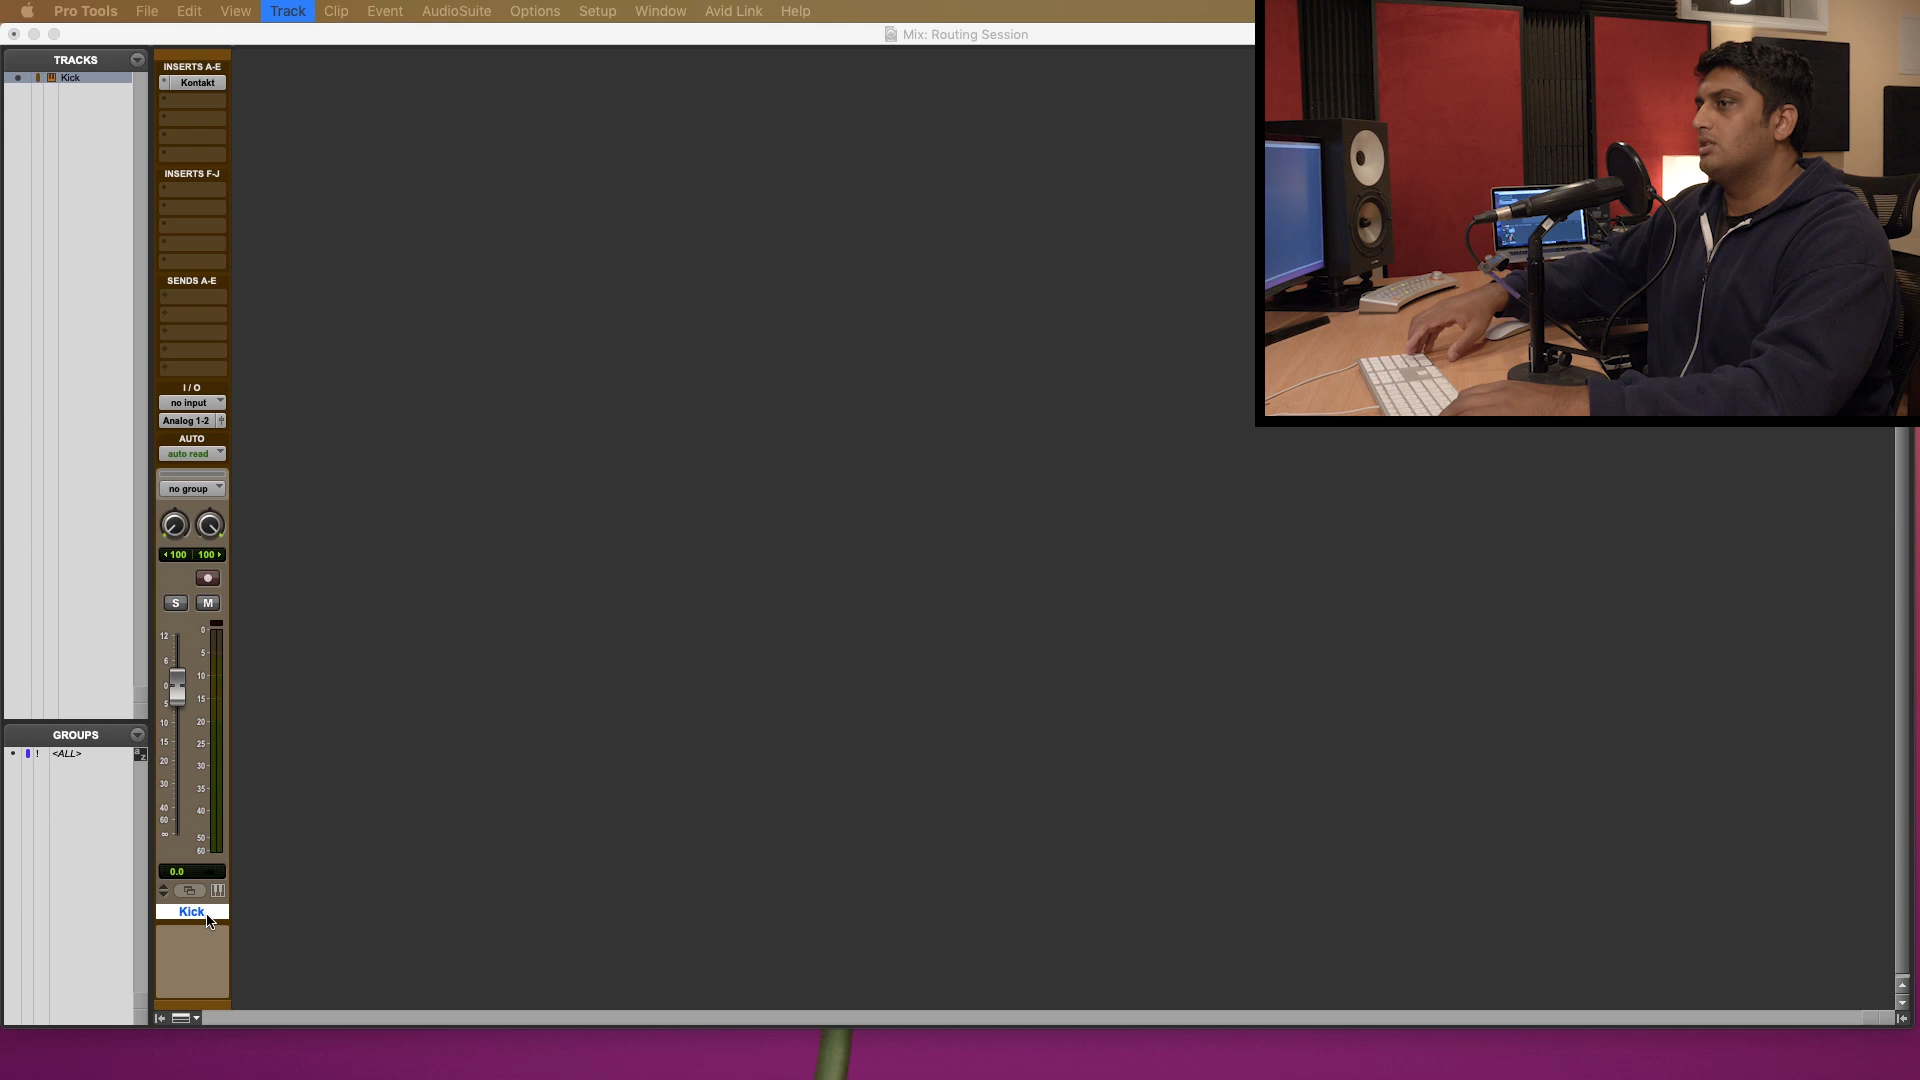 Pro Tools File Edit View Track Clip Event AudioSuite Options Setup Window Avid Link Help
Mix: Routing Session
TRACKS
Kick
GROUPS
! <ALL>
a z
INSERTS A-E
Kontakt
INSERTS F-J
SENDS A-E
I / O
no input
Analog 1-2
AUTO
auto read
no group
100 100
S M
12
6
0
5
10
15
20
30
40
60
∞
0
5
10
15
20
25
30
35
40
50
60
0.0
Kick